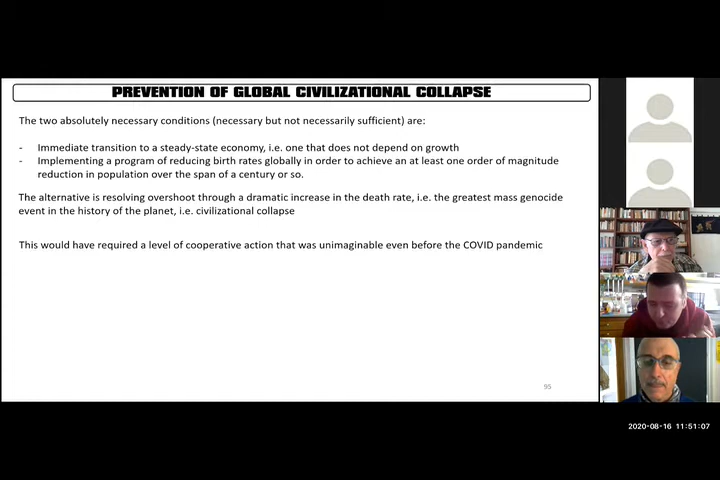 PREVENTION OF GLOBAL CIVILIZATIONAL COLLAPSE
The two absolutely necessary conditions (necessary but not necessarily sufficient) are:
- Immediate transition to a steady-state economy, i.e. one that does not depend on growth
- Implementing a program of reducing birth rates globally in order to achieve an at least one order of magnitude
reduction in population over the span of a century or so.
The alternative is resolving overshoot through a dramatic increase in the death rate, i.e. the greatest mass genocide
event in the history of the planet, i.e. civilizational collapse
This would have required a level of cooperative action that was unimaginable even before the COVID pandemic
95
2020-08-16 11:51:07